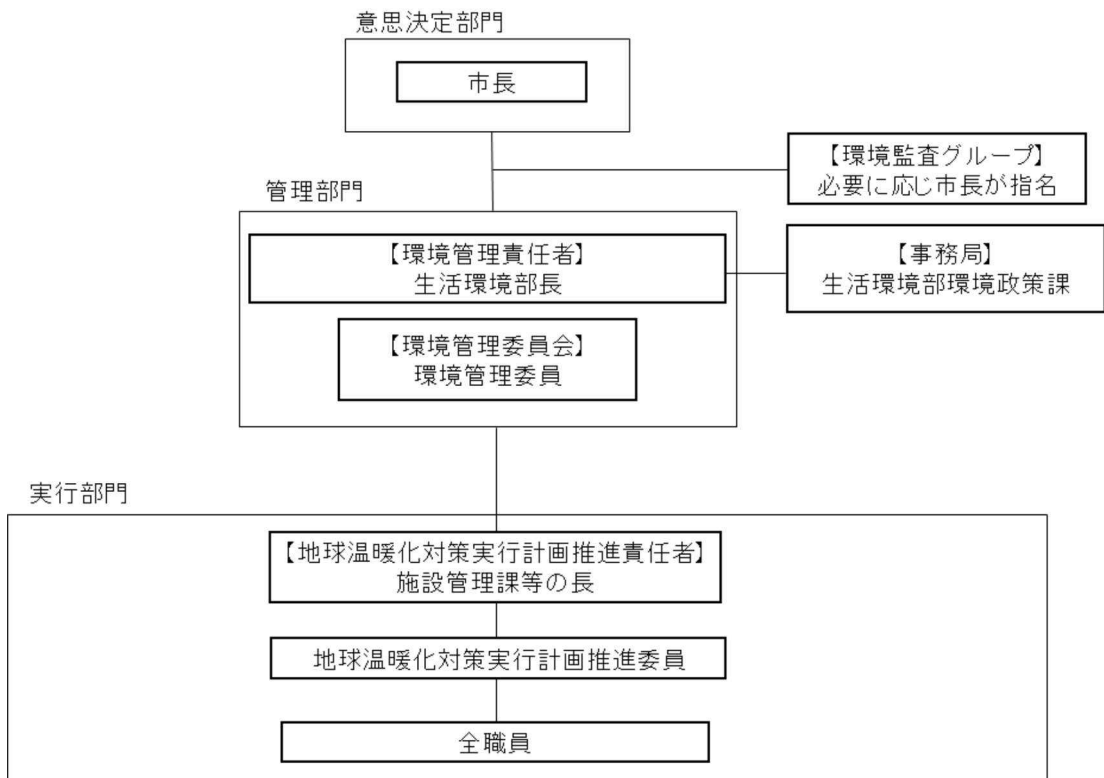 意思決定部門
市長
【環境監査グループ】
必要に応じ市長が指名
管理部門
【環境管理責任者】
生活環境部長
【事務局】
生活環境部環境政策課
【環境管理委員会】
環境管理委員
実行部門
【地球温暖化対策実行計画推進責任者】
施設管理課等の長
地球温暖化対策実行計画推進委員
全職員